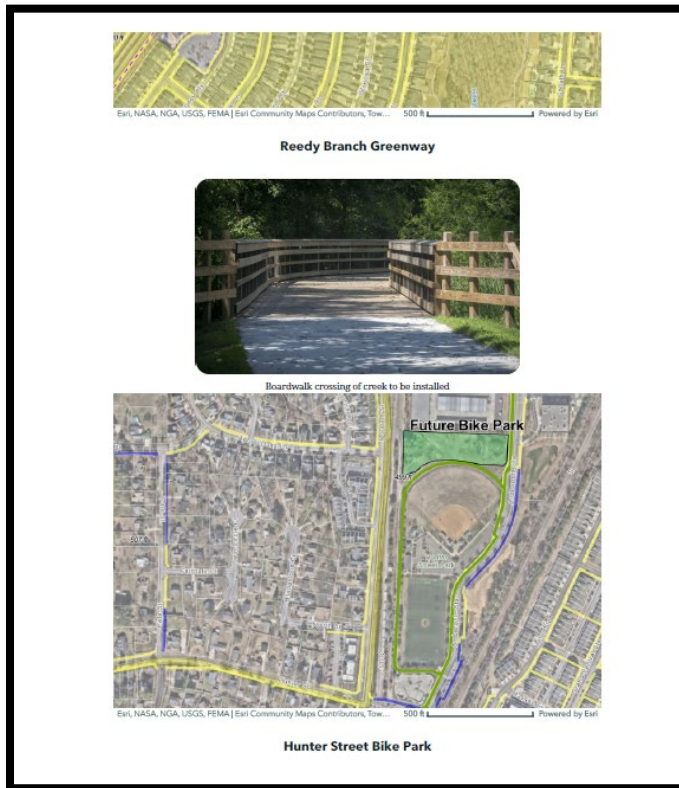 Esri, NASA, NGA, USGS, FEMA | Esri Community Maps Contributors, Tow... 500 ft Powered by Esri
Reedy Branch Greenway
Boardwalk crossing of creek to be installed
Future Bike Park
Esri, NASA, NGA, USGS, FEMA | Esri Community Maps Contributors, Tow... 500 ft Powered by Esri
Hunter Street Bike Park